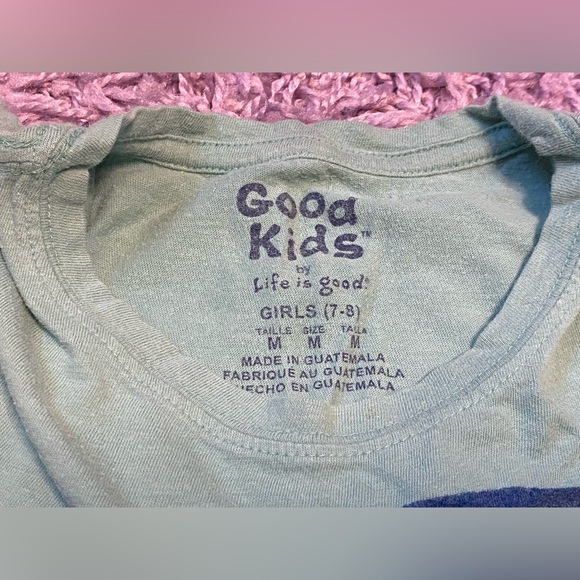 Good
Kids™
by
Life is good®
GIRLS (7-8)
TAILLE SIZE TALLA
M M M
MADE IN GUATEMALA
FABRIQUÉ AU GUATEMALA
HECHO EN GUATEMALA